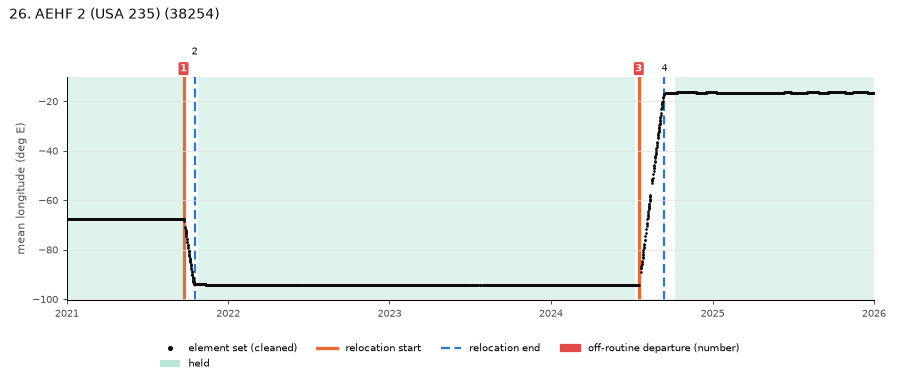 26. AEHF 2 (USA 235) (38254)
2
1
3
4
mean longitude (deg E)
−20
−40
−60
−80
−100
2021
2022
2023
2024
2025
2026
element set (cleaned)
relocation start
relocation end
off-routine departure (number)
held